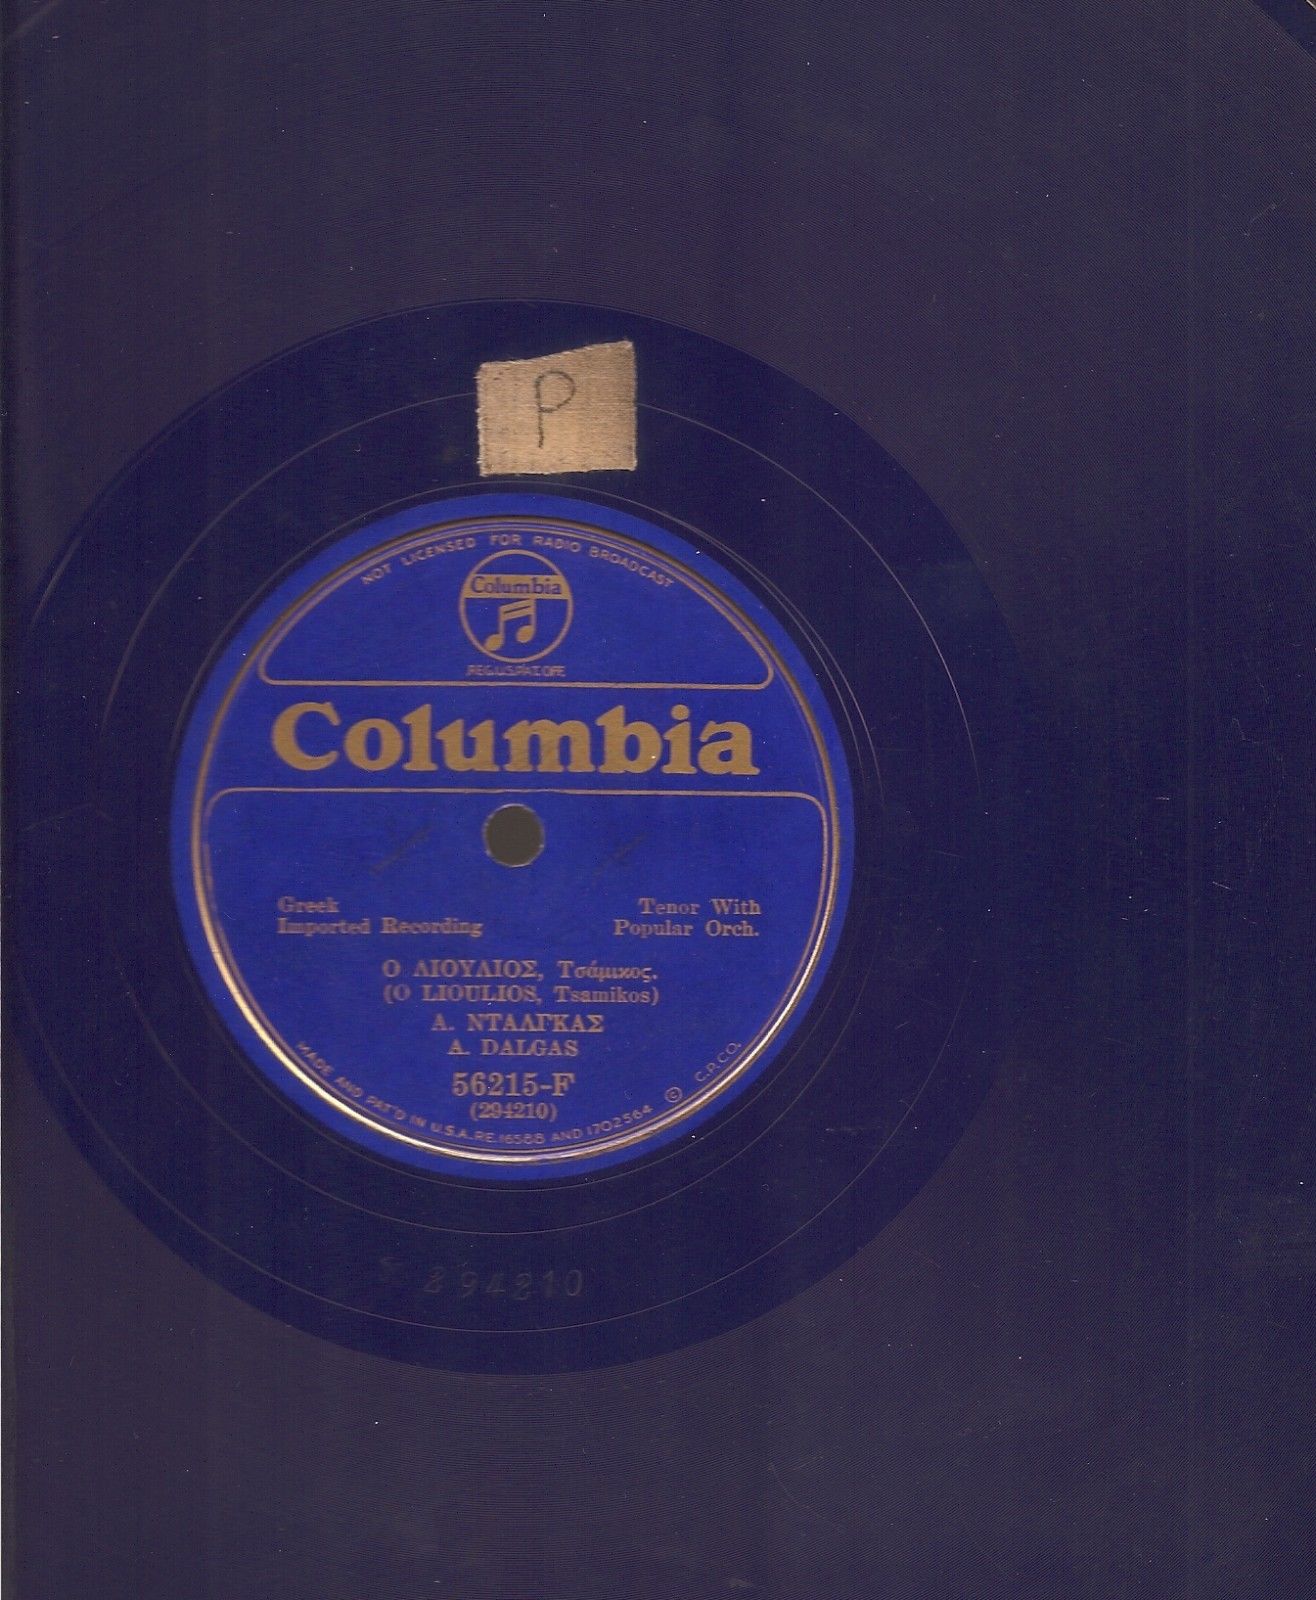 P
NOT LICENSED FOR RADIO BROADCAST
Columbia
REG.U.S.PAT.OFF.
Columbia
Greek
Imported Recording
Tenor With
Popular Orch.
Ο ΛΙΟΥΛΙΟΣ, Τσάμικος.
(O LIOULIOS, Tsamikos)
Α. ΝΤΑΛΓΚΑΣ
A. DALGAS
56215-F
(294210)
MADE AND PAT'D IN U.S.A. RE. 16588 AND 1702564 © C.P.CO.
294210